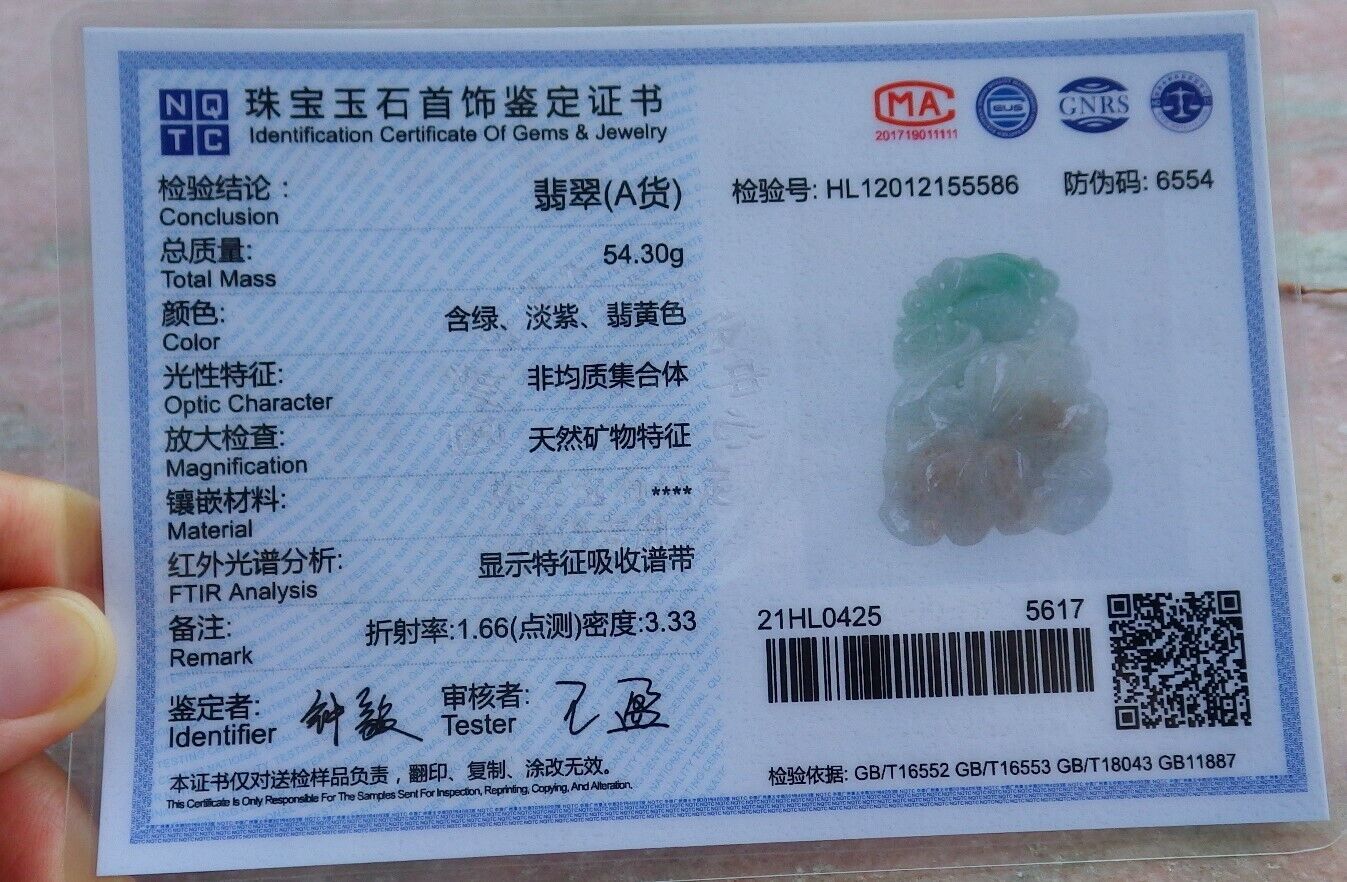 NQ
TC
珠宝玉石首饰鉴定证书
Identification Certificate Of Gems & Jewelry
MA
201719011111
GNRS
检验结论:
Conclusion
翡翠(A货)
总质量:
Total Mass
54.30g
颜色:
Color
含绿、淡紫、翡黄色
光性特征:
Optic Character
非均质集合体
放大检查:
Magnification
天然矿物特征
镶嵌材料:
Material
****
红外光谱分析:
FTIR Analysis
显示特征吸收谱带
备注:
Remark
折射率:1.66(点测)密度:3.33
鉴定者:
Identifier
审核者:
Tester
本证书仅对送检样品负责，翻印、复制、涂改无效。
This Certificate Is Only Responsible For The Samples Sent For Inspection, Reprinting, Copying, And Alteration.
检验号: HL12012155586
防伪码: 6554
21HL0425
5617
检验依据: GB/T16552 GB/T16553 GB/T18043 GB11887